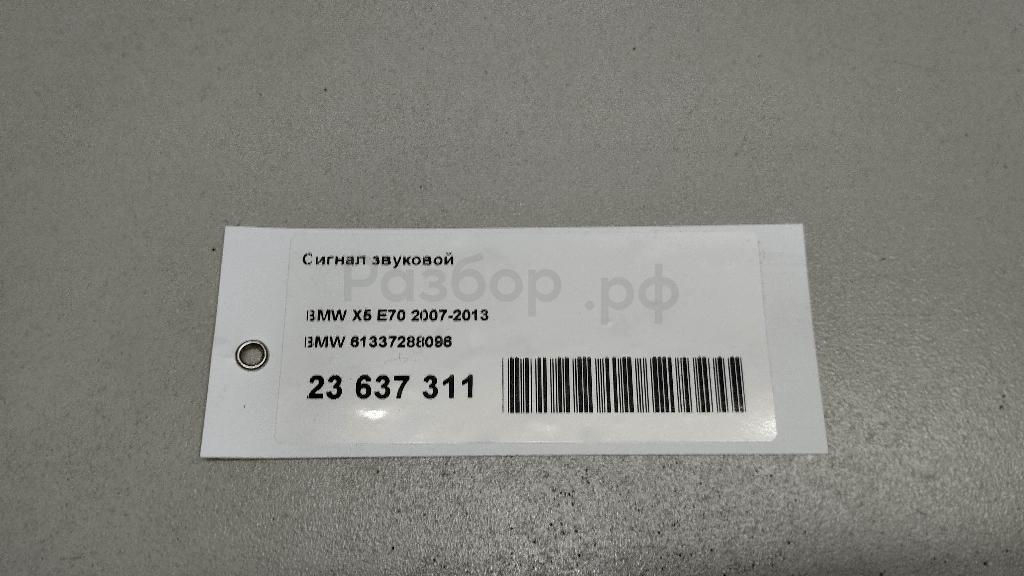 Сигнал звуковой
Разбор.рф
BMW X5 E70 2007-2013
BMW 61337288096
23 637 311